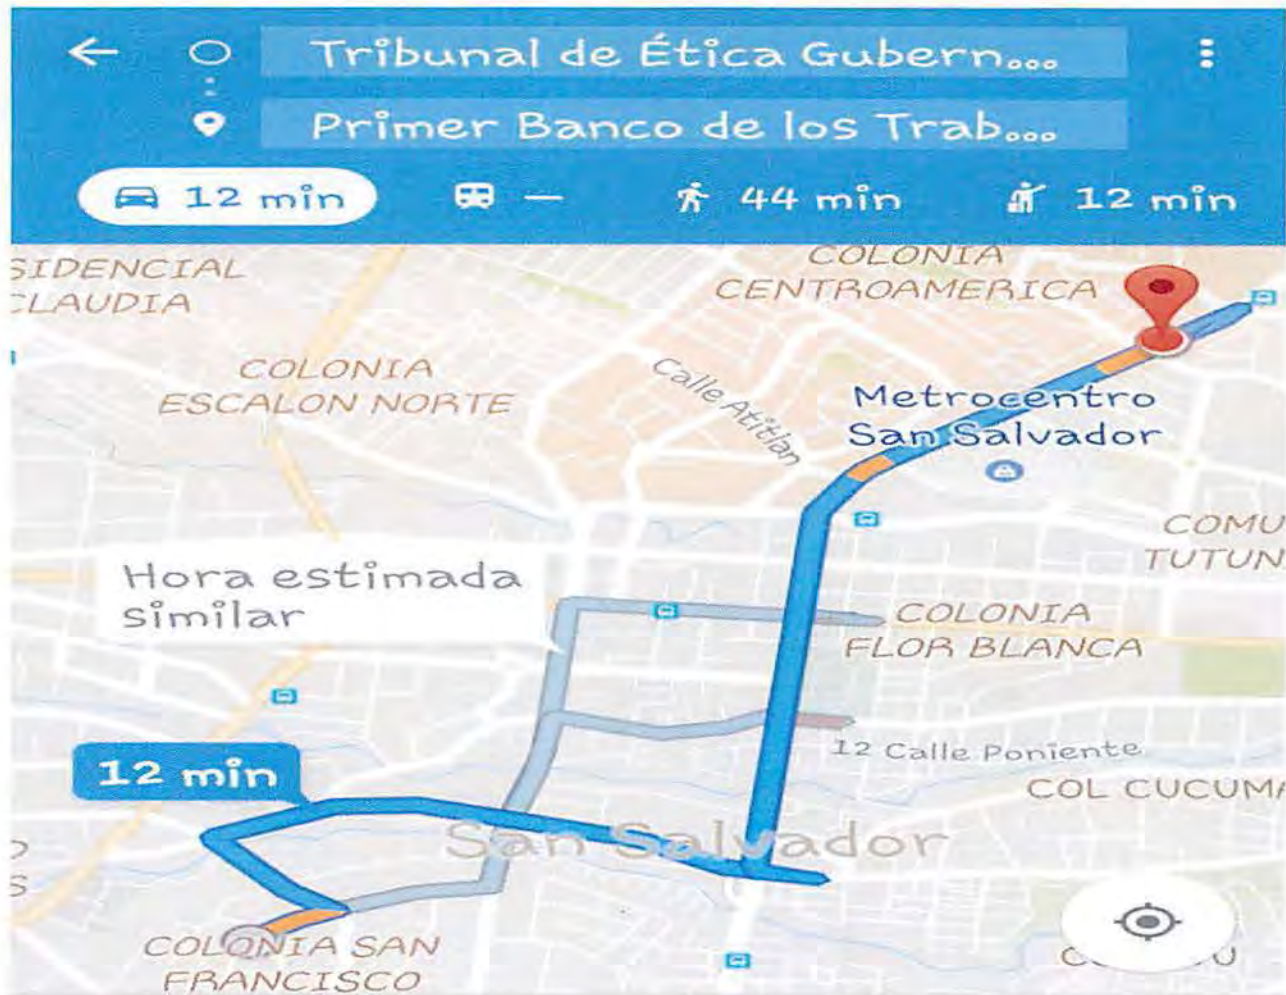 Tribunal de Ética Gubern...
Primer Banco de los Trab...
12 min
—
44 min
12 min
SIDENCIAL
CLAUDIA
COLONIA
CENTROAMERICA
COLONIA
ESCALON NORTE
Calle Atitlan
Metrocentro
San Salvador
COMU
TUTUN
Hora estimada
similar
COLONIA
FLOR BLANCA
12 Calle Poniente
12 min
COL CUCUMA
San Salvador
S
COLONIA SAN
FRANCISCO